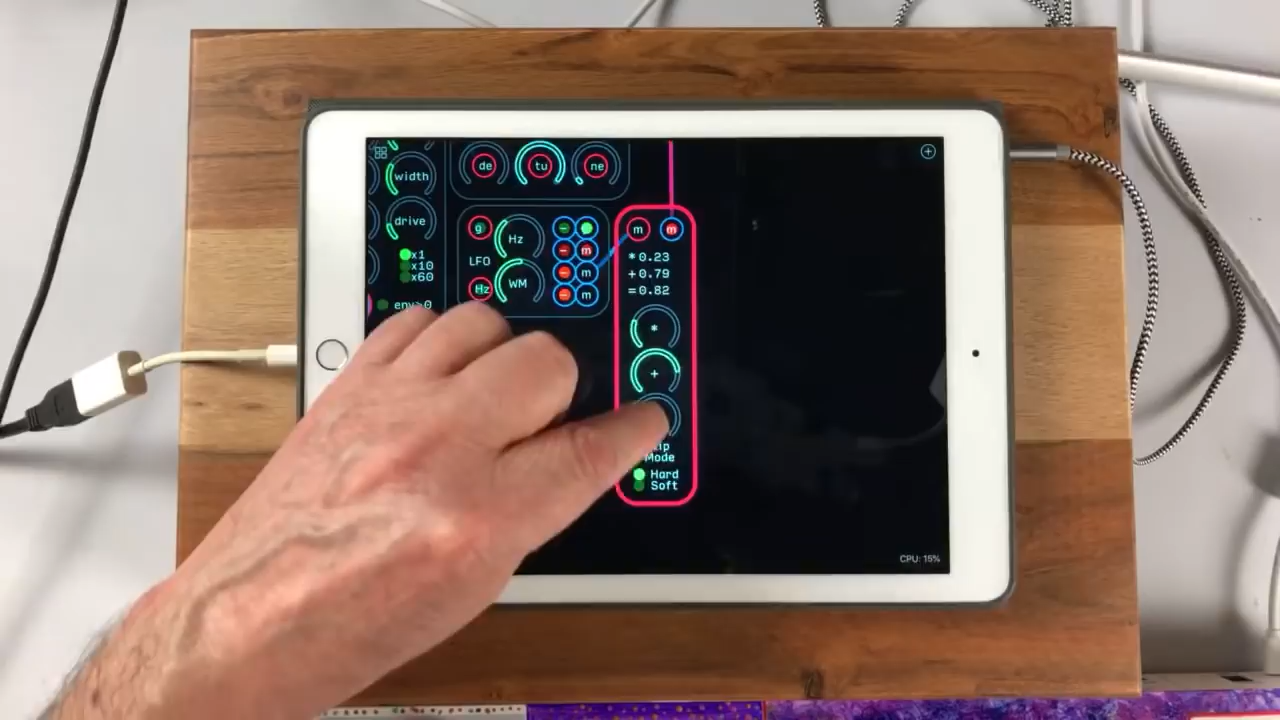 width
drive
x1
x10
x60
env>0
de tu ne
g Hz
LFO
Hz WM
m
m
m
m m
*0.23
+0.79
=0.82
*
+
Mode
Hard
Soft
CPU: 15%